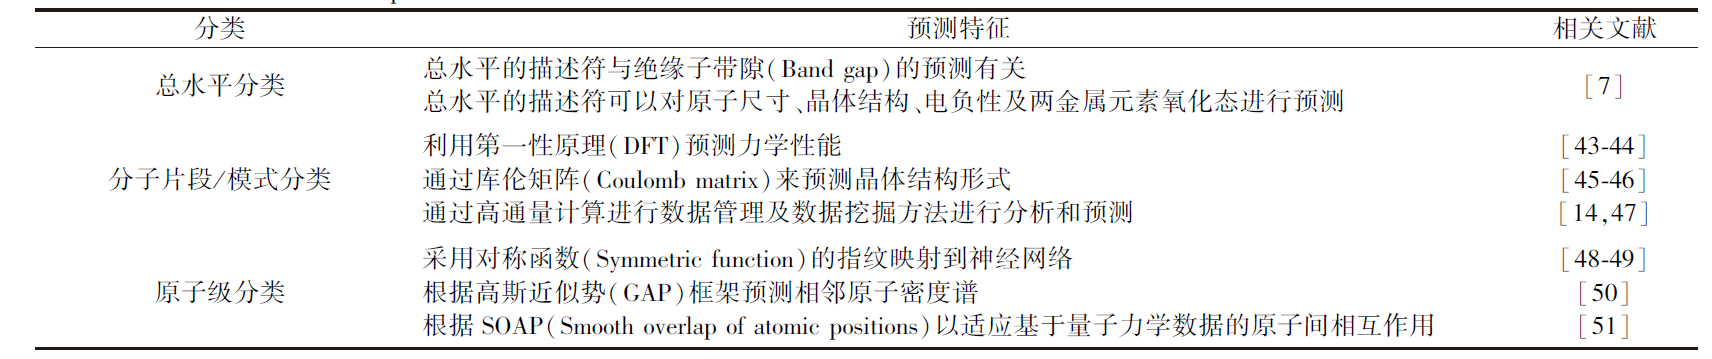 分类 预测特征 相关文献
总水平分类 总水平的描述符与绝缘子带隙(Band gap)的预测有关 [7]
总水平的描述符可以对原子尺寸、晶体结构、电负性及两金属元素氧化态进行预测
分子片段/模式分类 利用第一性原理(DFT)预测力学性能 [43-44]
通过库伦矩阵(Coulomb matrix)来预测晶体结构形式 [45-46]
通过高通量计算进行数据管理及数据挖掘方法进行分析和预测 [14,47]
原子级分类 采用对称函数(Symmetric function)的指纹映射到神经网络 [48-49]
根据高斯近似势(GAP)框架预测相邻原子密度谱 [50]
根据 SOAP(Smooth overlap of atomic positions)以适应基于量子力学数据的原子间相互作用 [51]